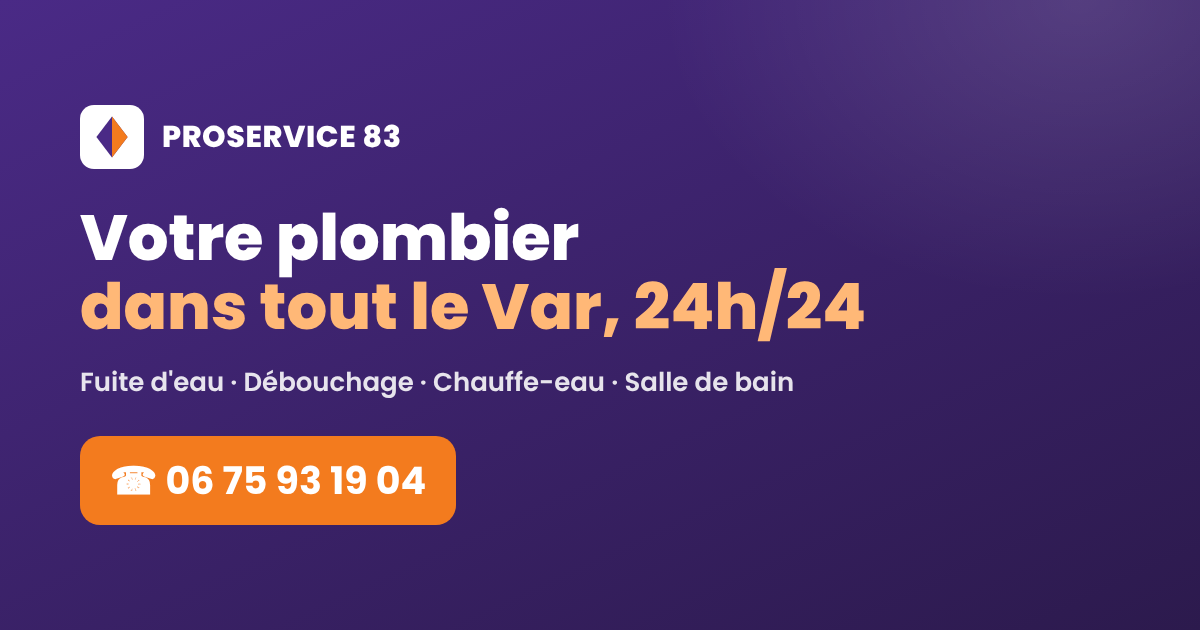 PROSERVICE 83
Votre plombier
dans tout le Var, 24h/24
Fuite d'eau · Débouchage · Chauffe-eau · Salle de bain
☎ 06 75 93 19 04